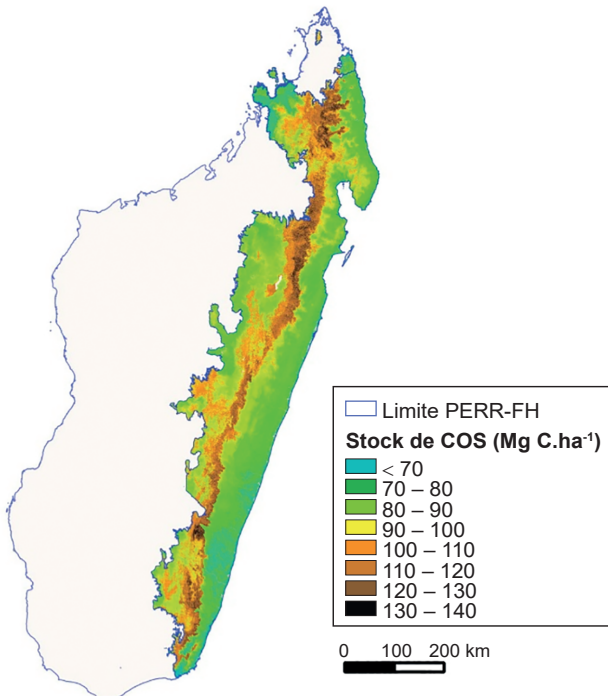 Limite PERR-FH
Stock de COS (Mg C.ha⁻¹)
< 70
70 – 80
80 – 90
90 – 100
100 – 110
110 – 120
120 – 130
130 – 140
0 100 200 km